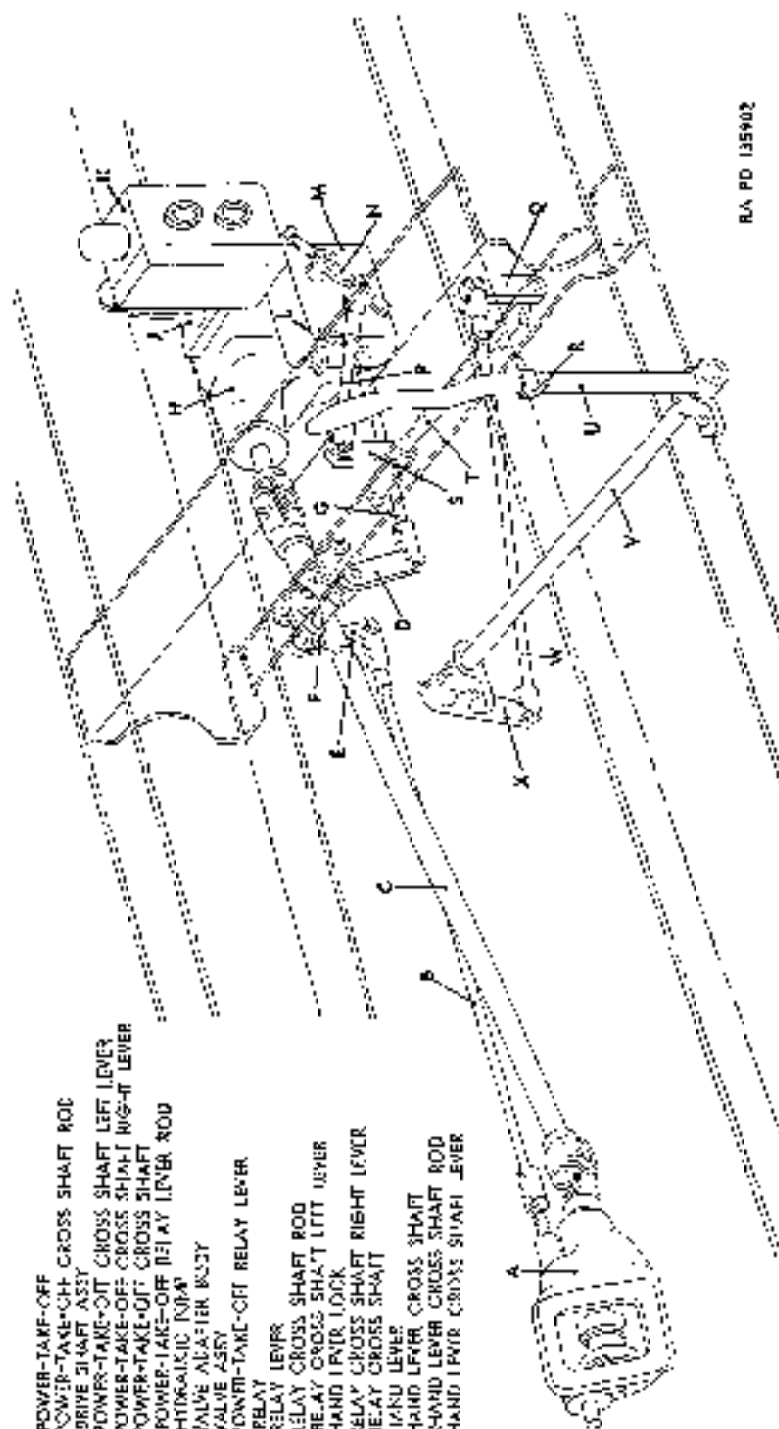 POWER-TAKE-OFF
POWER-TAKE-OFF CROSS SHAFT ROD
DRIVE SHAFT ASSY
POWER-TAKE-OFF CROSS SHAFT LEFT LEVER
POWER-TAKE-OFF CROSS SHAFT RIGHT LEVER
POWER-TAKE-OFF CROSS SHAFT
POWER-TAKE-OFF RELAY LEVER ROD
HYDRAULIC PUMP
VALVE ADAPTER BODY
VALVE ASSY
POWER-TAKE-OFF RELAY LEVER
RELAY
RELAY LEVER
RELAY CROSS SHAFT ROD
RELAY CROSS SHAFT LEFT LEVER
HAND LEVER LOCK
RELAY CROSS SHAFT RIGHT LEVER
RELAY CROSS SHAFT
HAND LEVER
HAND LEVER CROSS SHAFT
HAND LEVER CROSS SHAFT ROD
HAND LEVER CROSS SHAFT LEVER
A
B
C
D
E
F
G
H
J
K
L
M
N
P
Q
R
S
T
U
V
W
X
RA PD 135902